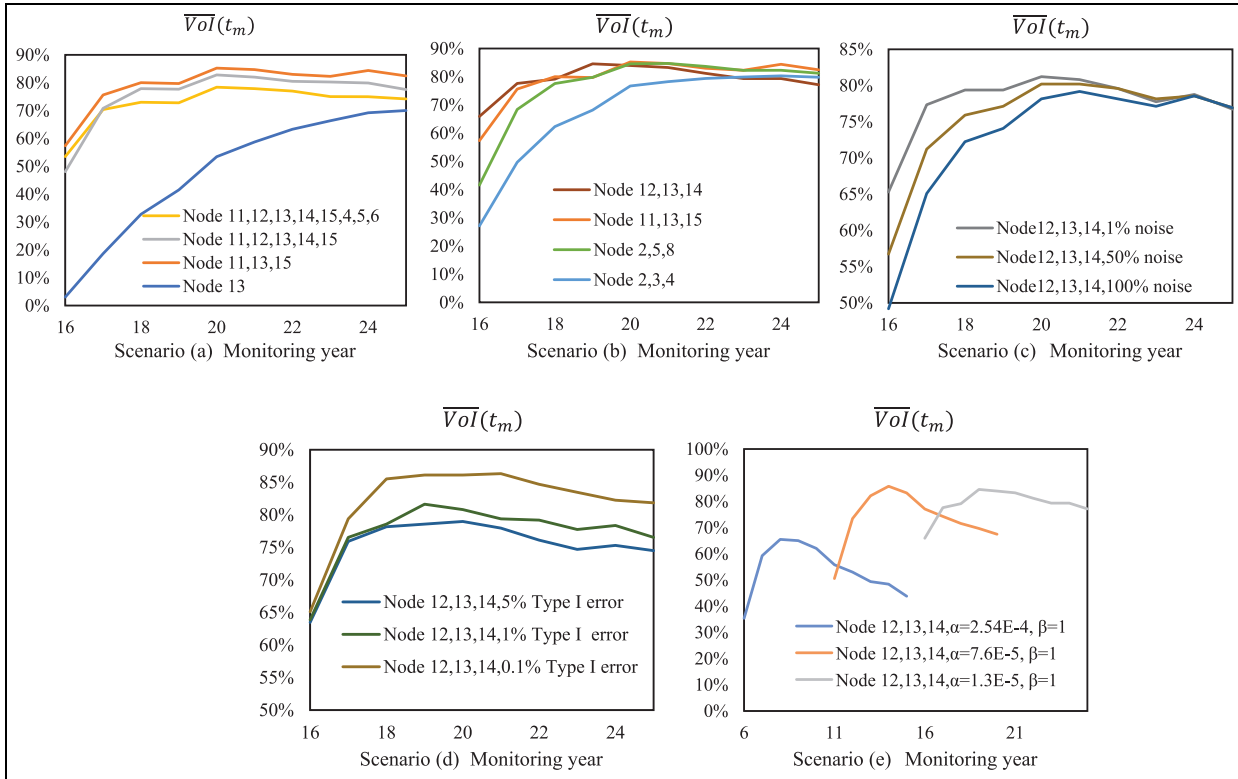 $\overline{VoI}(t_m)$
90%
80%
70%
60%
50%
40%
30%
20%
10%
0%
Node 11,12,13,14,15,4,5,6
Node 11,12,13,14,15
Node 11,13,15
Node 13
16 18 20 22 24
Scenario (a) Monitoring year
$\overline{VoI}(t_m)$
90%
80%
70%
60%
50%
40%
30%
20%
10%
0%
Node 12,13,14
Node 11,13,15
Node 2,5,8
Node 2,3,4
16 18 20 22 24
Scenario (b) Monitoring year
$\overline{VoI}(t_m)$
85%
80%
75%
70%
65%
60%
55%
50%
Node12,13,14,1% noise
Node12,13,14,50% noise
Node12,13,14,100% noise
16 18 20 22 24
Scenario (c) Monitoring year
$\overline{VoI}(t_m)$
90%
85%
80%
75%
70%
65%
60%
55%
50%
Node 12,13,14,5% Type I error
Node 12,13,14,1% Type I error
Node 12,13,14,0.1% Type I error
16 18 20 22 24
Scenario (d) Monitoring year
$\overline{VoI}(t_m)$
100%
90%
80%
70%
60%
50%
40%
30%
20%
10%
0%
Node 12,13,14,α=2.54E-4, β=1
Node 12,13,14,α=7.6E-5, β=1
Node 12,13,14,α=1.3E-5, β=1
6 11 16 21
Scenario (e) Monitoring year